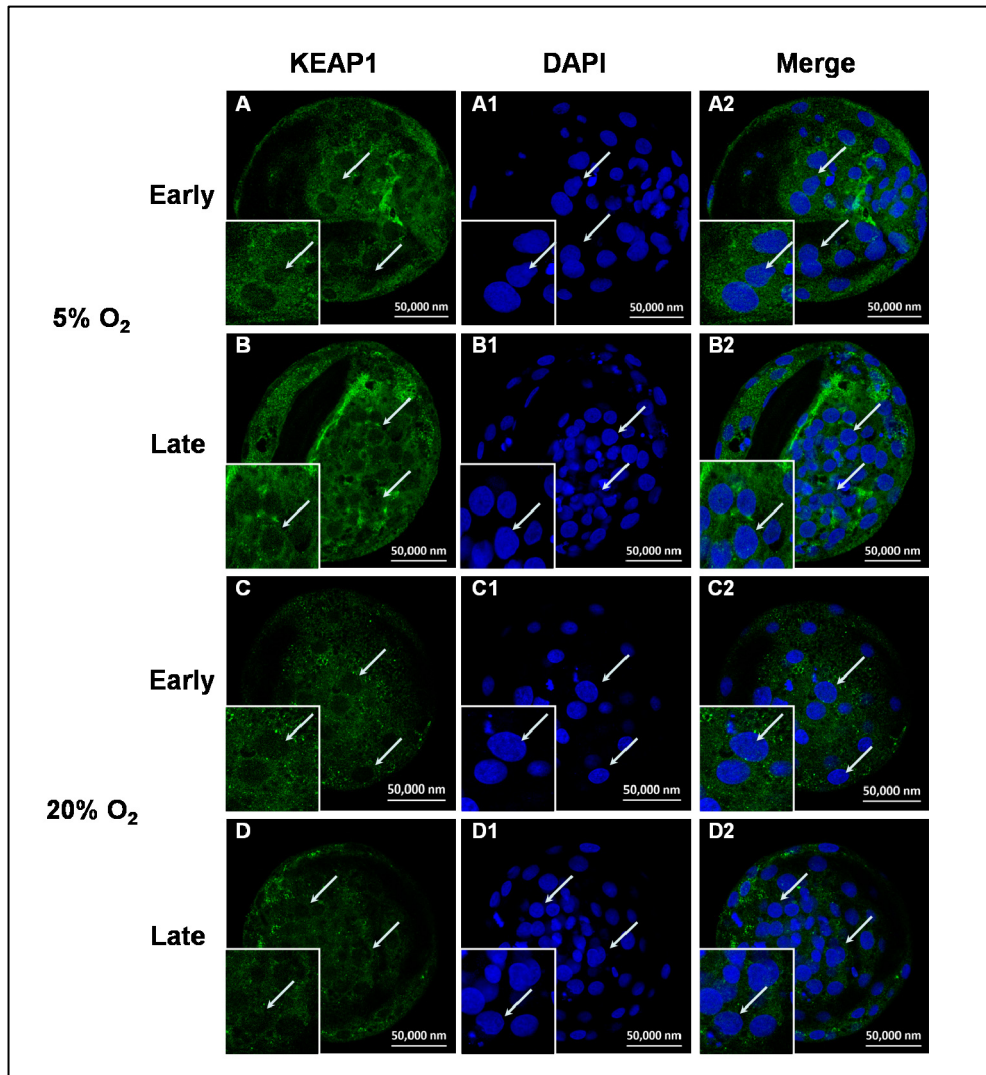 KEAP1 DAPI Merge
A A1 A2
Early
50,000 nm 50,000 nm 50,000 nm
5% O₂
B B1 B2
Late
50,000 nm 50,000 nm 50,000 nm
C C1 C2
Early
50,000 nm 50,000 nm 50,000 nm
20% O₂
D D1 D2
Late
50,000 nm 50,000 nm 50,000 nm